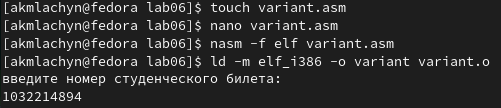 [akmlachyn@fedora lab06]$ touch variant.asm
[akmlachyn@fedora lab06]$ nano variant.asm
[akmlachyn@fedora lab06]$ nasm -f elf variant.asm
[akmlachyn@fedora lab06]$ ld -m elf_i386 -o variant variant.o
введите номер студенческого билета:
1032214894